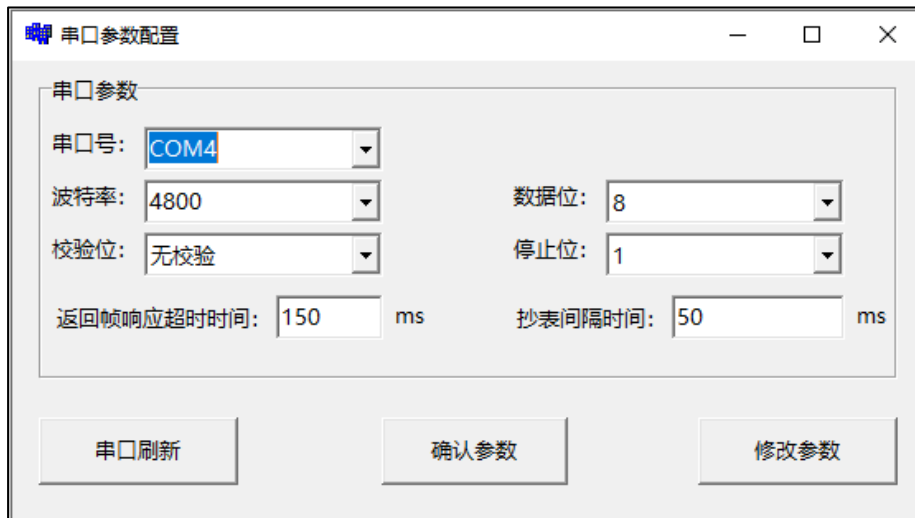 串口参数配置
串口参数
串口号： COM4
波特率： 4800 数据位： 8
校验位： 无校验 停止位： 1
返回帧响应超时时间： 150 ms 抄表间隔时间： 50 ms
串口刷新 确认参数 修改参数